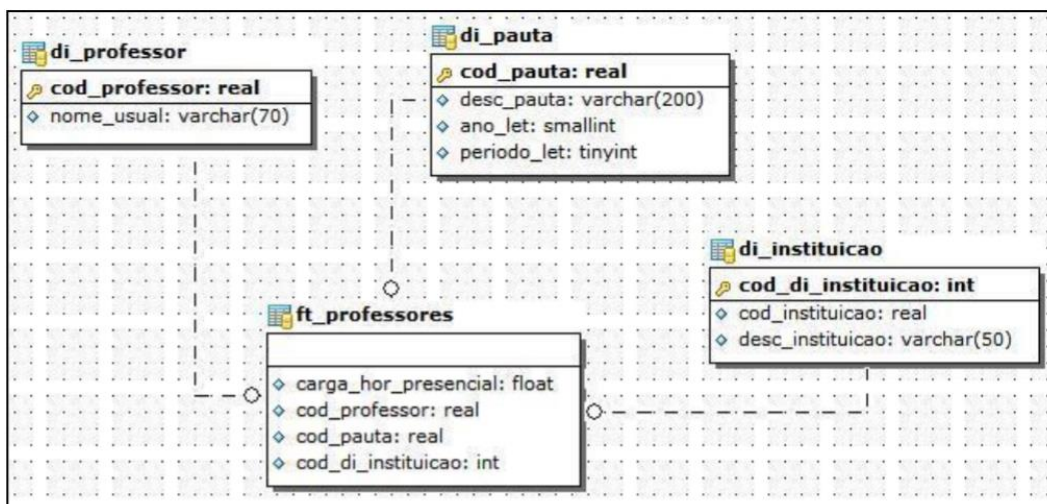 di_professor
cod_professor: real
nome_usual: varchar(70)
di_pauta
cod_pauta: real
desc_pauta: varchar(200)
ano_let: smallint
periodo_let: tinyint
di_instituicao
cod_di_instituicao: int
cod_instituicao: real
desc_instituicao: varchar(50)
ft_professores
carga_hor_presencial: float
cod_professor: real
cod_pauta: real
cod_di_instituicao: int